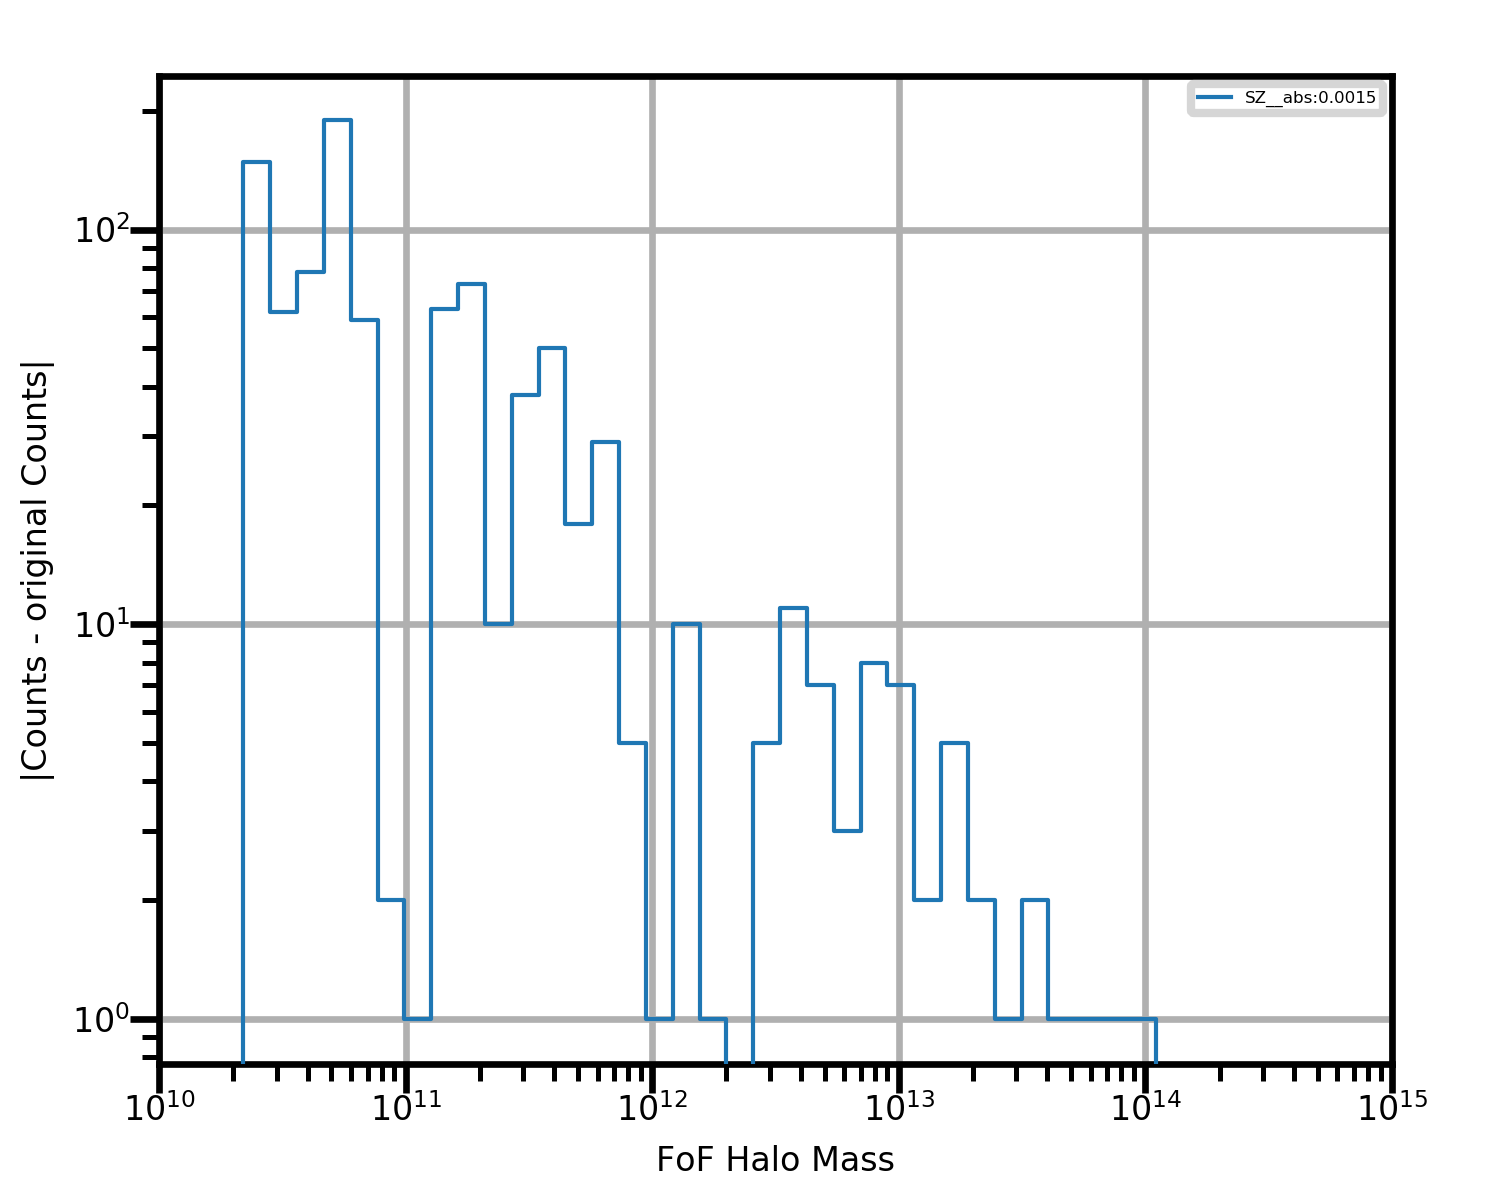 SZ__abs:0.0015
10²
10¹
10⁰
|Counts - original Counts|
10¹⁰ 10¹¹ 10¹² 10¹³ 10¹⁴ 10¹⁵
FoF Halo Mass